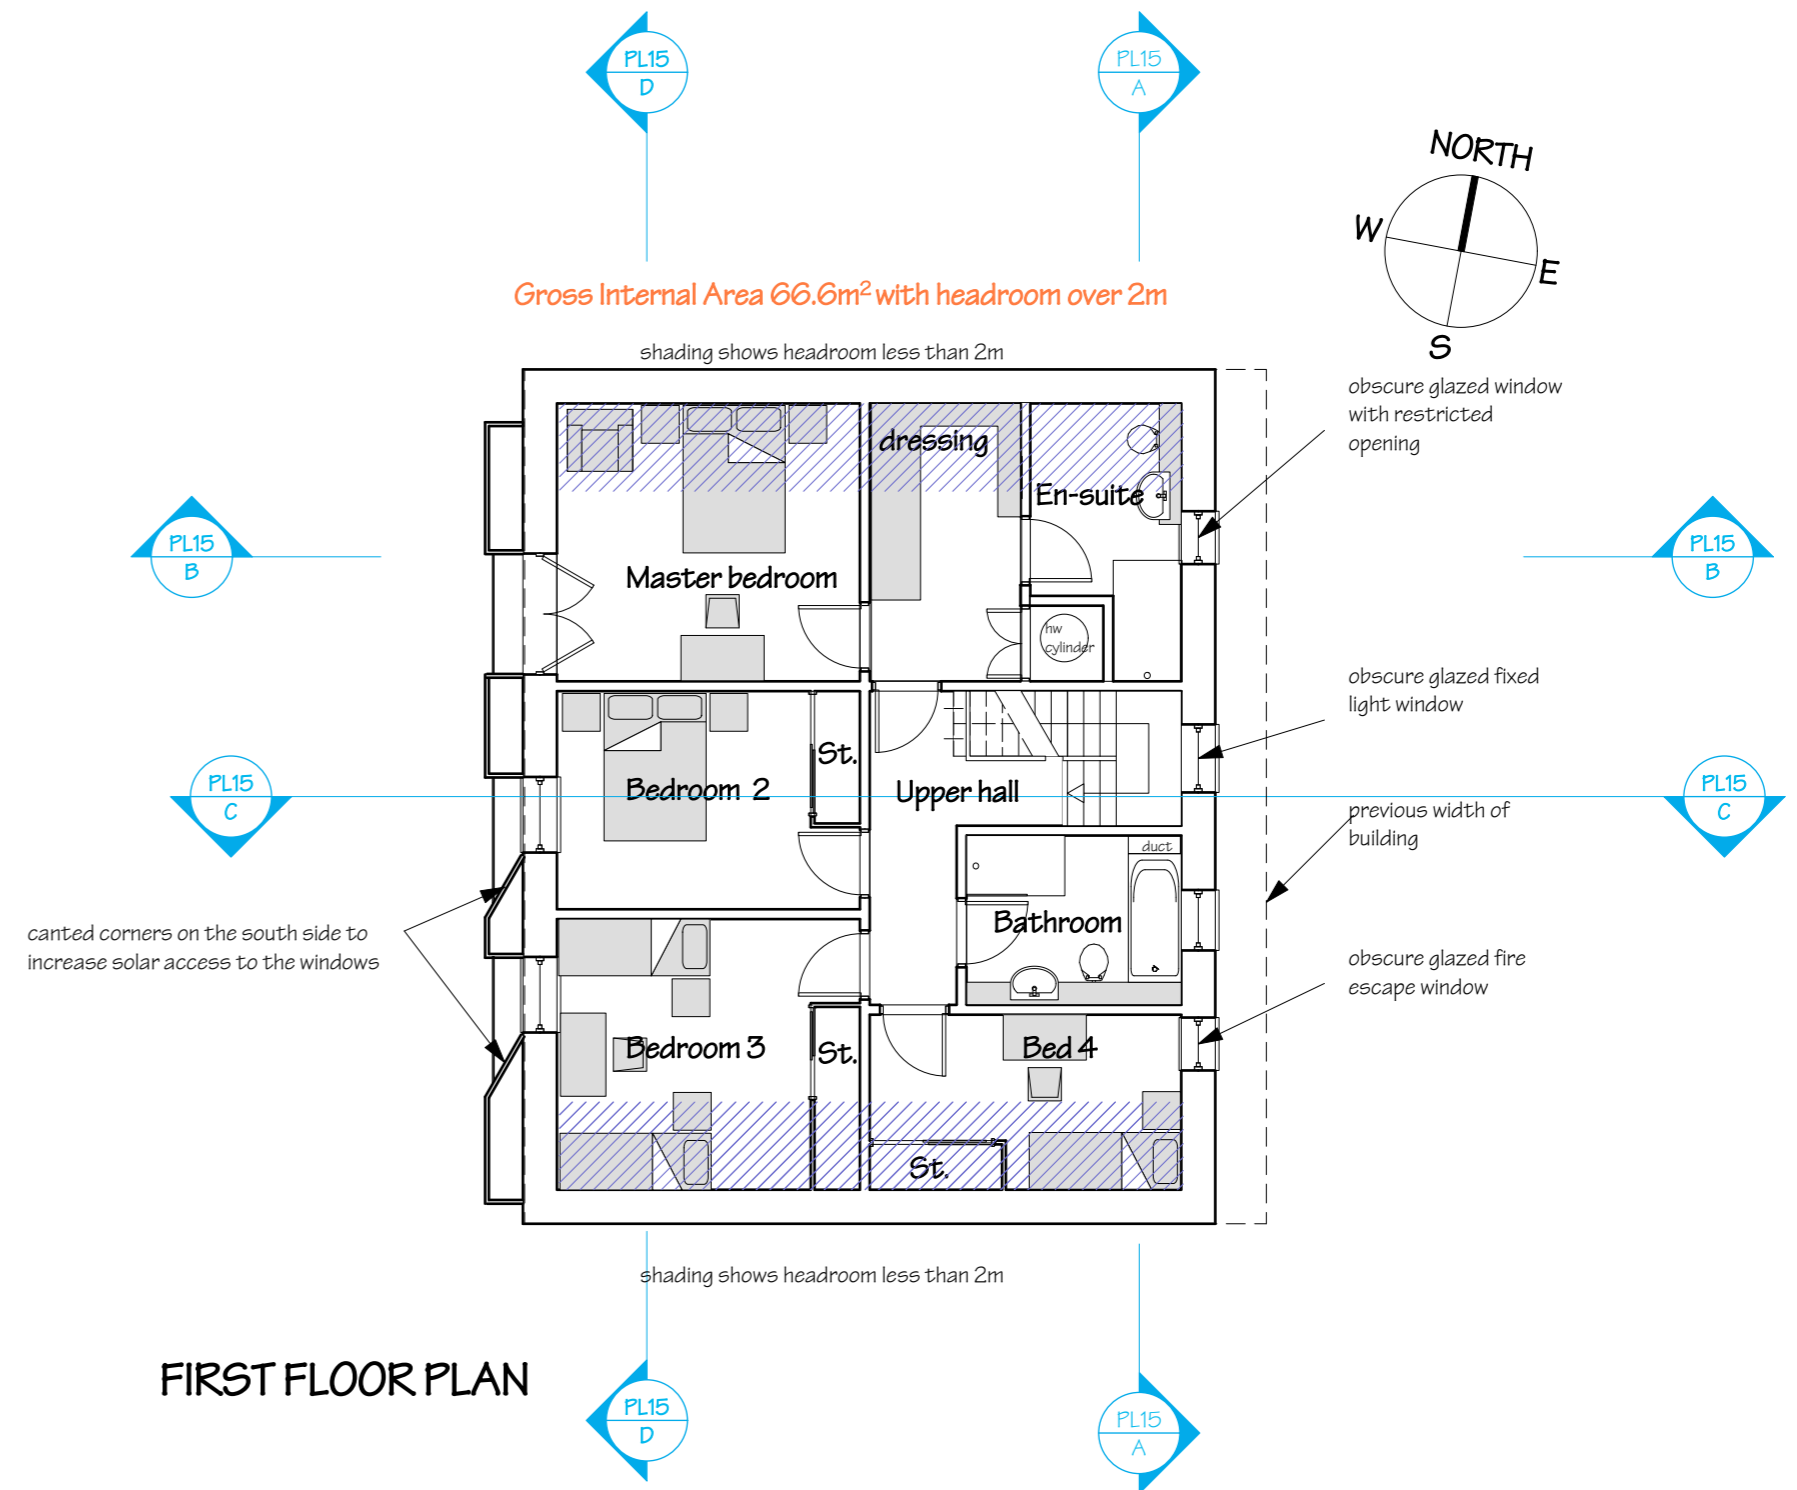 PL15
D
PL15
A
NORTH
W
E
S
Gross Internal Area 66.6m² with headroom over 2m
shading shows headroom less than 2m
obscure glazed window
with restricted
opening
dressing
En-suite
PL15
B
PL15
B
Master bedroom
hw
cylinder
obscure glazed fixed
light window
St.
Bedroom 2
Upper hall
PL15
C
PL15
C
previous width of
building
duct
Bathroom
canted corners on the south side to
increase solar access to the windows
obscure glazed fire
escape window
Bedroom 3
St.
Bed 4
St.
shading shows headroom less than 2m
FIRST FLOOR PLAN
PL15
D
PL15
A